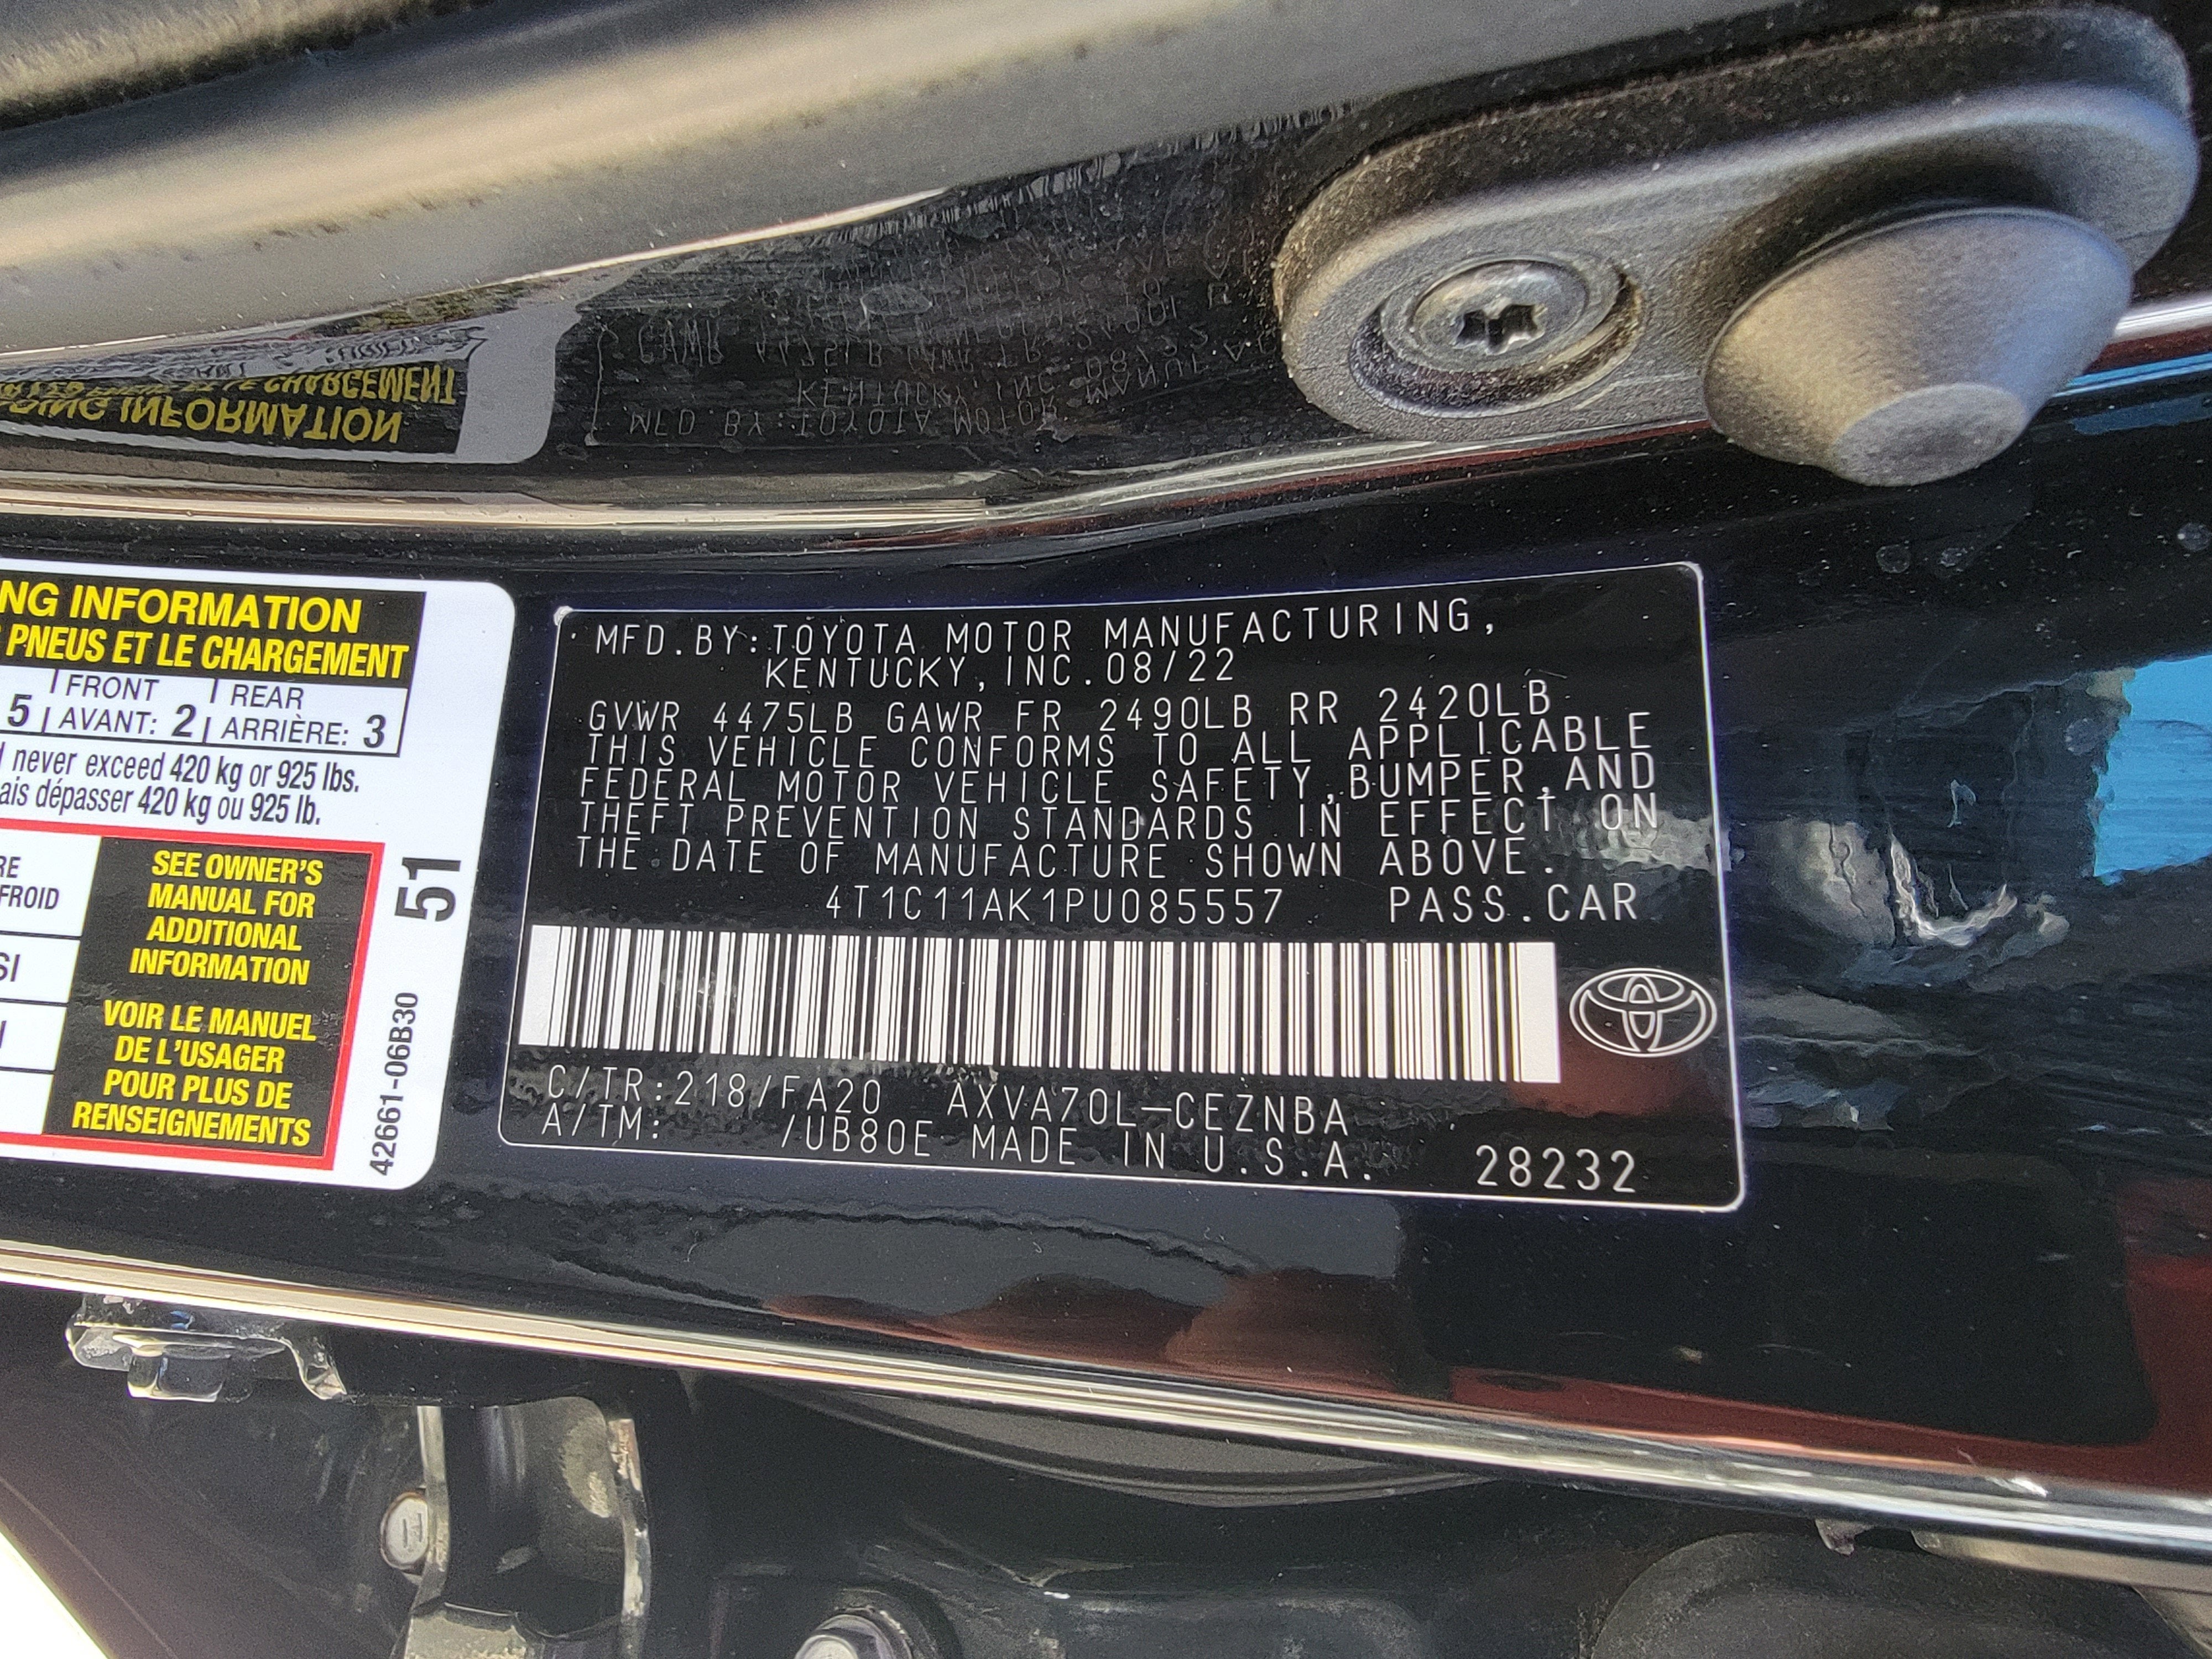 NG INFORMATION
PNEUS ET LE CHARGEMENT
FRONT REAR
5 AVANT: 2 ARRIÈRE: 3
never exceed 420 kg or 925 lbs.
ais dépasser 420 kg ou 925 lb.
RE
FROID
SI
SEE OWNER'S
MANUAL FOR
ADDITIONAL
INFORMATION
VOIR LE MANUEL
DE L'USAGER
POUR PLUS DE
RENSEIGNEMENTS
51
42661-06B30
MFD.BY:TOYOTA MOTOR MANUFACTURING,
KENTUCKY,INC.08/22
GVWR 4475LB GAWR FR 2490LB RR 2420LB
THIS VEHICLE CONFORMS TO ALL APPLICABLE
FEDERAL MOTOR VEHICLE SAFETY,BUMPER,AND
THEFT PREVENTION STANDARDS IN EFFECT ON
THE DATE OF MANUFACTURE SHOWN ABOVE.
4T1C11AK1PU085557 PASS.CAR
C/TR:218/FA20 AXVA70L-CEZNBA
A/TM: /UB80E MADE IN U.S.A. 28232